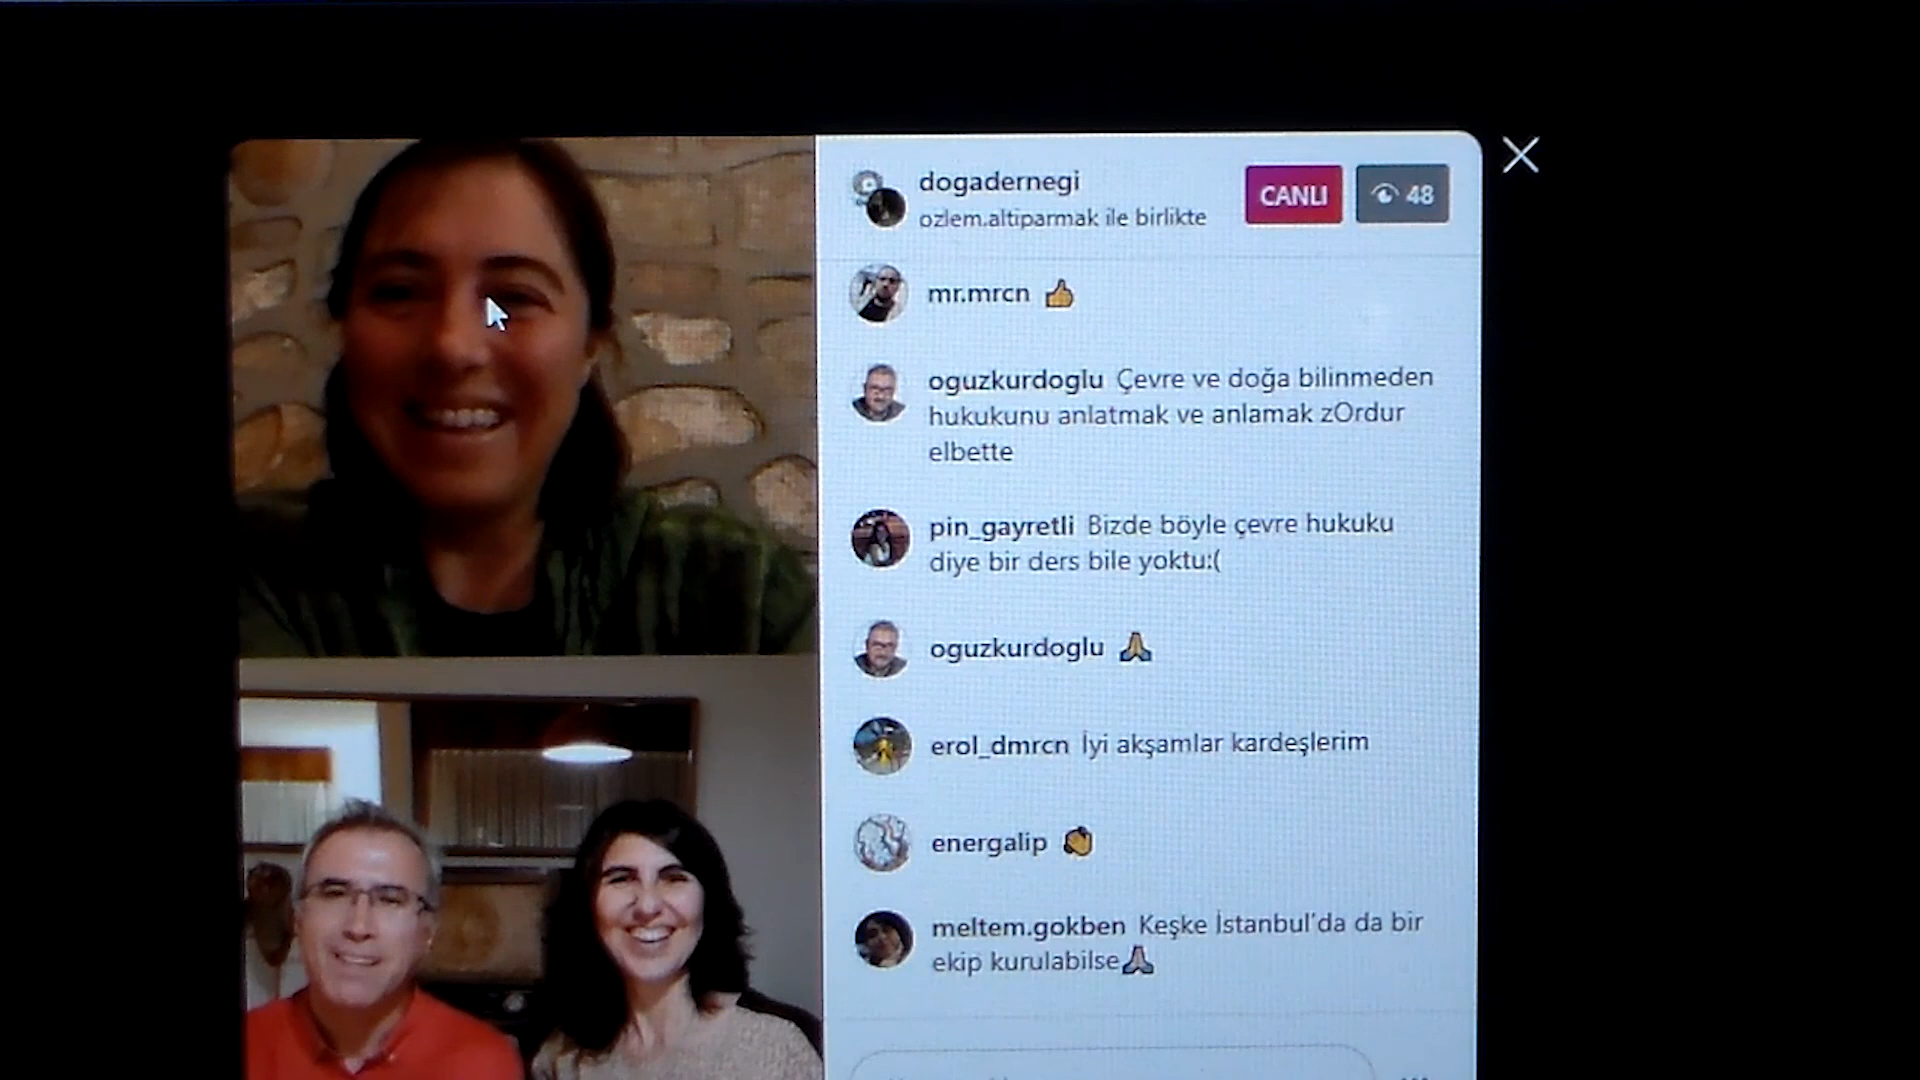 dogadernegi
ozlem.altiparmak ile birlikte
CANLI
48
mr.mrcn 👍
oguzkurdoglu Çevre ve doğa bilinmeden
hukukunu anlatmak ve anlamak zOrdur
elbette
pin_gayretli Bizde böyle çevre hukuku
diye bir ders bile yoktu:(
oguzkurdoglu 🙏
erol_dmrcn İyi akşamlar kardeşlerim
energalip 👏
meltem.gokben Keşke İstanbul'da da bir
ekip kurulabilse🙏